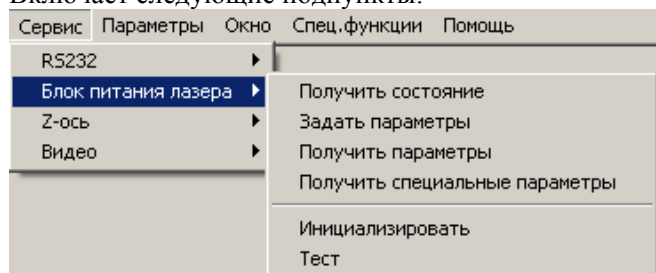 Включает следующие подпункты:
Сервис Параметры Окно Спец.функции Помощь
RS232
Блок питания лазера
Z-ось
Видео
Получить состояние
Задать параметры
Получить параметры
Получить специальные параметры
Инициализировать
Тест